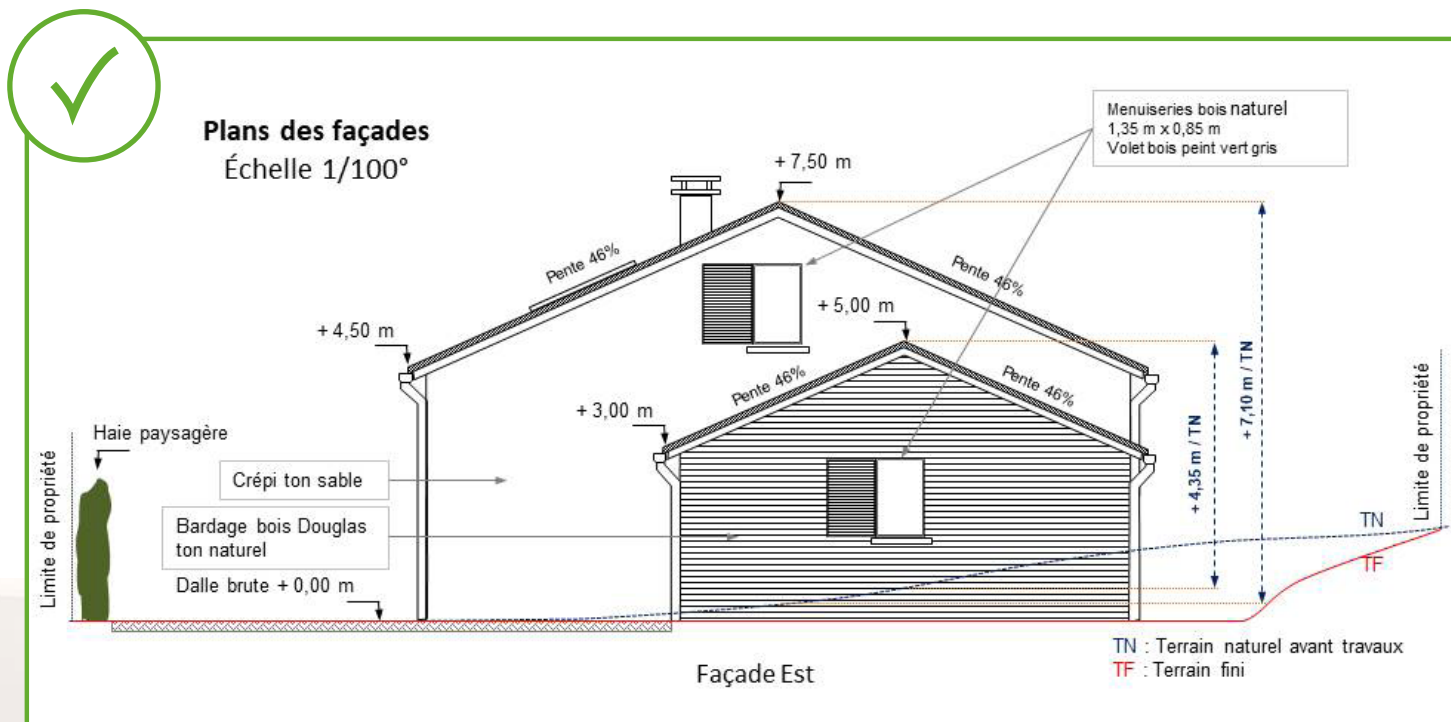 Plans des façades
Échelle 1/100°
Menuiseries bois naturel
1,35 m x 0,85 m
Volet bois peint vert gris
+ 7,50 m
Pente 46%
Pente 46%
+ 4,50 m
+ 5,00 m
Pente 46%
Pente 46%
+ 3,00 m
+ 4,35 m / TN
+ 7,10 m / TN
Limite de propriété
Haie paysagère
Limite de propriété
Crépi ton sable
Bardage bois Douglas
ton naturel
Dalle brute + 0,00 m
TN
TF
TN : Terrain naturel avant travaux
TF : Terrain fini
Façade Est